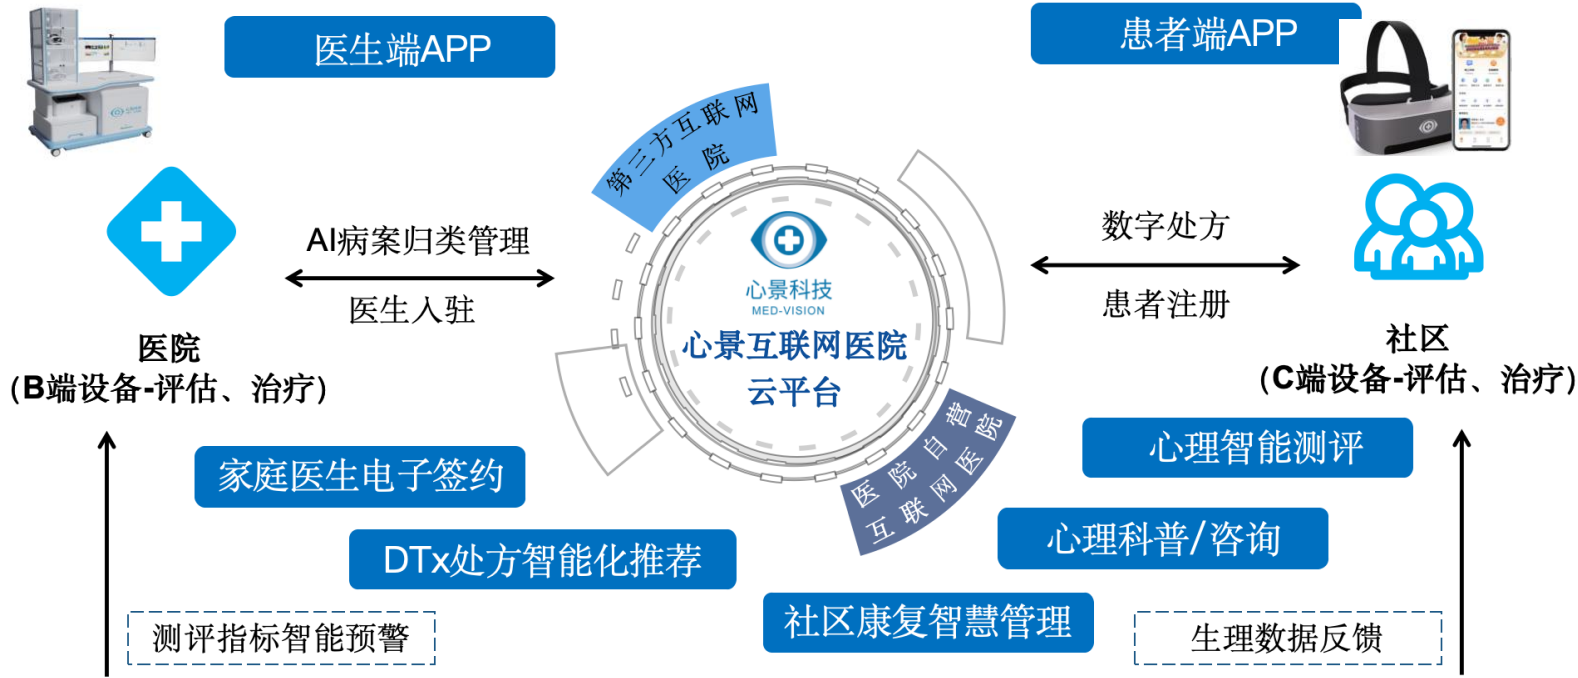 医生端APP
患者端APP
第三方互联网
医院
AI病案归类管理
医生入驻
心景科技
MED-VISION
心景互联网医院
云平台
数字处方
患者注册
医院
(B端设备-评估、治疗)
社区
(C端设备-评估、治疗)
医院自营
互联网医院
家庭医生电子签约
心理智能测评
DTx处方智能化推荐
心理科普/咨询
社区康复智慧管理
测评指标智能预警
生理数据反馈